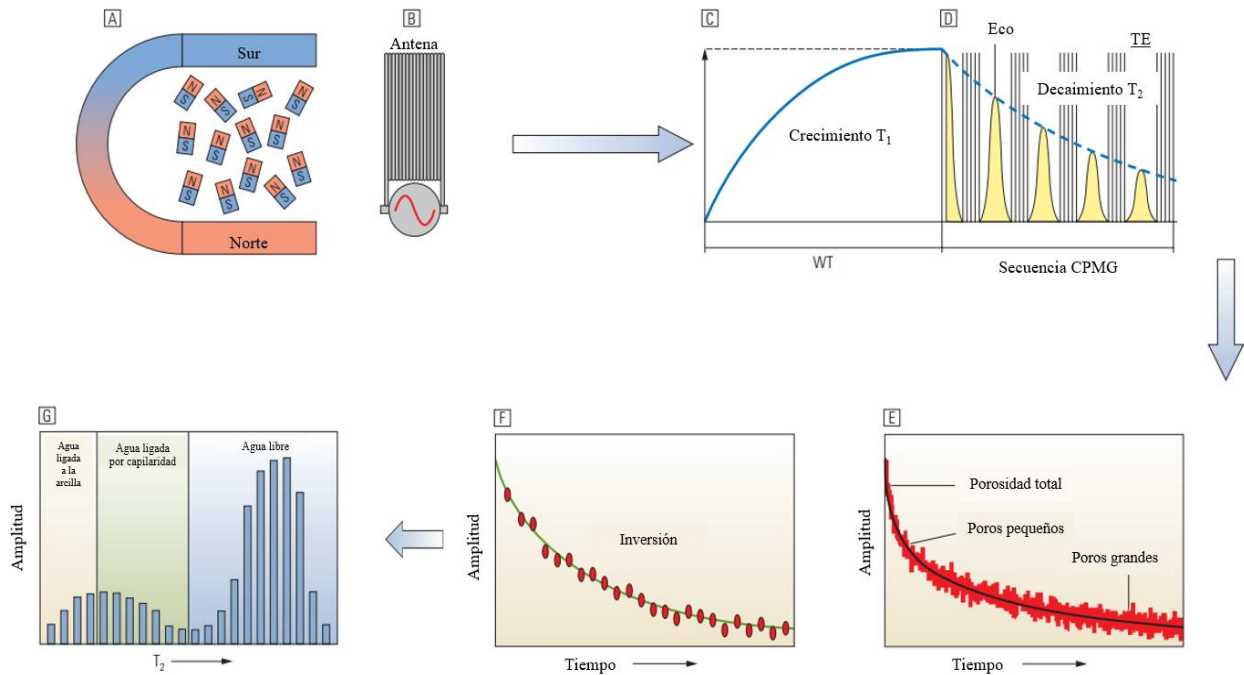 A
Sur
N S
N S
S N
N S
N S
N S
N S
N S
N S
N S
N S
N S
N S
Norte
B
Antena
C
Crecimiento T1
WT
D
Eco
TE
Decaimiento T2
Secuencia CPMG
G
Agua
ligada
a la
arcilla
Agua ligada
por capilaridad
Agua libre
Amplitud
T2
F
Inversión
Amplitud
Tiempo
E
Porosidad total
Poros pequeños
Poros grandes
Amplitud
Tiempo